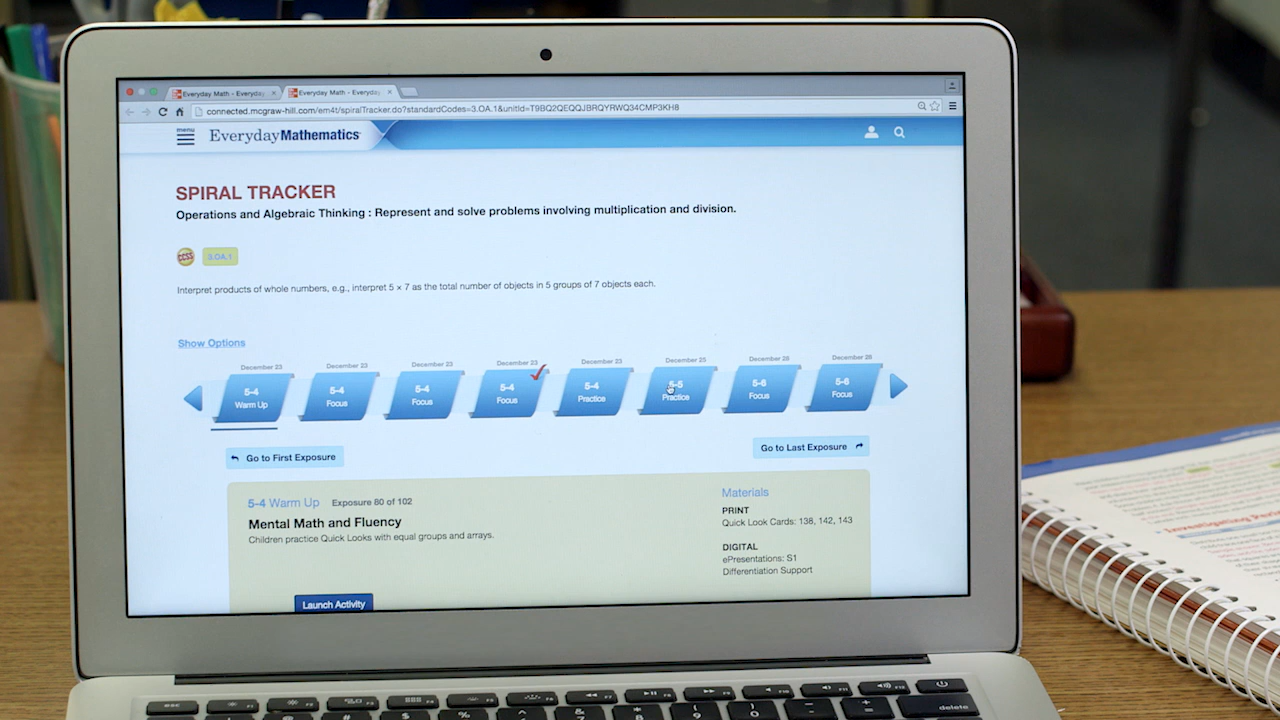 Everyday Math - Everyday
Everyday Math - Everyday
connected.mcgraw-hill.com/em4t/spiralTracker.do?standardCodes=3.OA.1&unitId=T9BQ2QEQQJBRQYRWQ34CMP3KH8
menu
EverydayMathematics
SPIRAL TRACKER
Operations and Algebraic Thinking : Represent and solve problems involving multiplication and division.
CCSS 3.OA.1
Interpret products of whole numbers, e.g., interpret 5 × 7 as the total number of objects in 5 groups of 7 objects each.
Show Options
December 23 December 23 December 23 December 23 December 23 December 25 December 28 December 28
5-4 5-4 5-4 5-4 5-4 5-5 5-6 5-6
Warm Up Focus Focus Focus Practice Practice Focus Focus
Go to First Exposure Go to Last Exposure
5-4 Warm Up Exposure 80 of 102
Mental Math and Fluency
Children practice Quick Looks with equal groups and arrays.
Launch Activity
Materials
PRINT
Quick Look Cards: 138, 142, 143
DIGITAL
ePresentations: S1
Differentiation Support
esc
delete